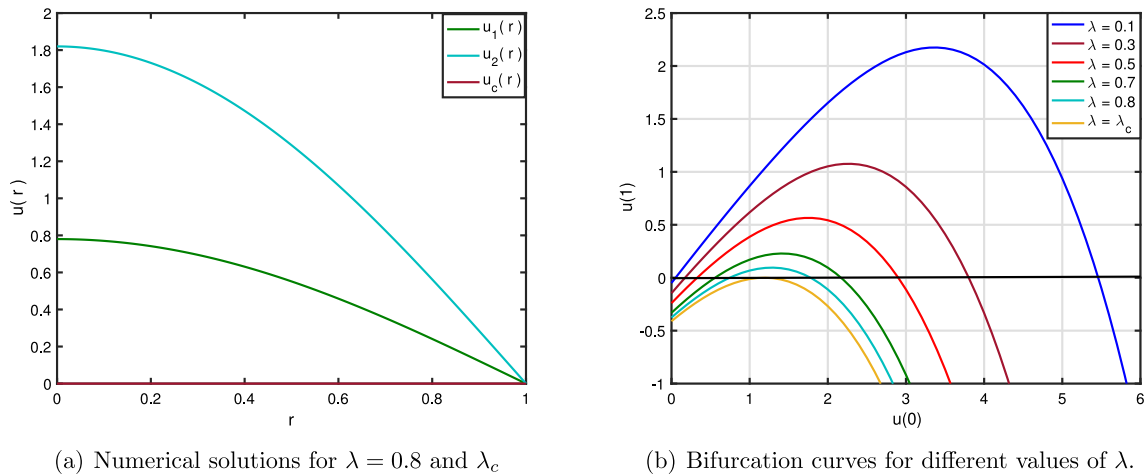 2
1.8
1.6
1.4
1.2
1
0.8
0.6
0.4
0.2
0
u(r)
0 0.2 0.4 0.6 0.8 1
r
u₁(r)
u₂(r)
u_c(r)
(a) Numerical solutions for λ = 0.8 and λ_c
2.5
2
1.5
1
0.5
0
-0.5
-1
u(1)
0 1 2 3 4 5 6
u(0)
λ = 0.1
λ = 0.3
λ = 0.5
λ = 0.7
λ = 0.8
λ = λ_c
(b) Bifurcation curves for different values of λ.